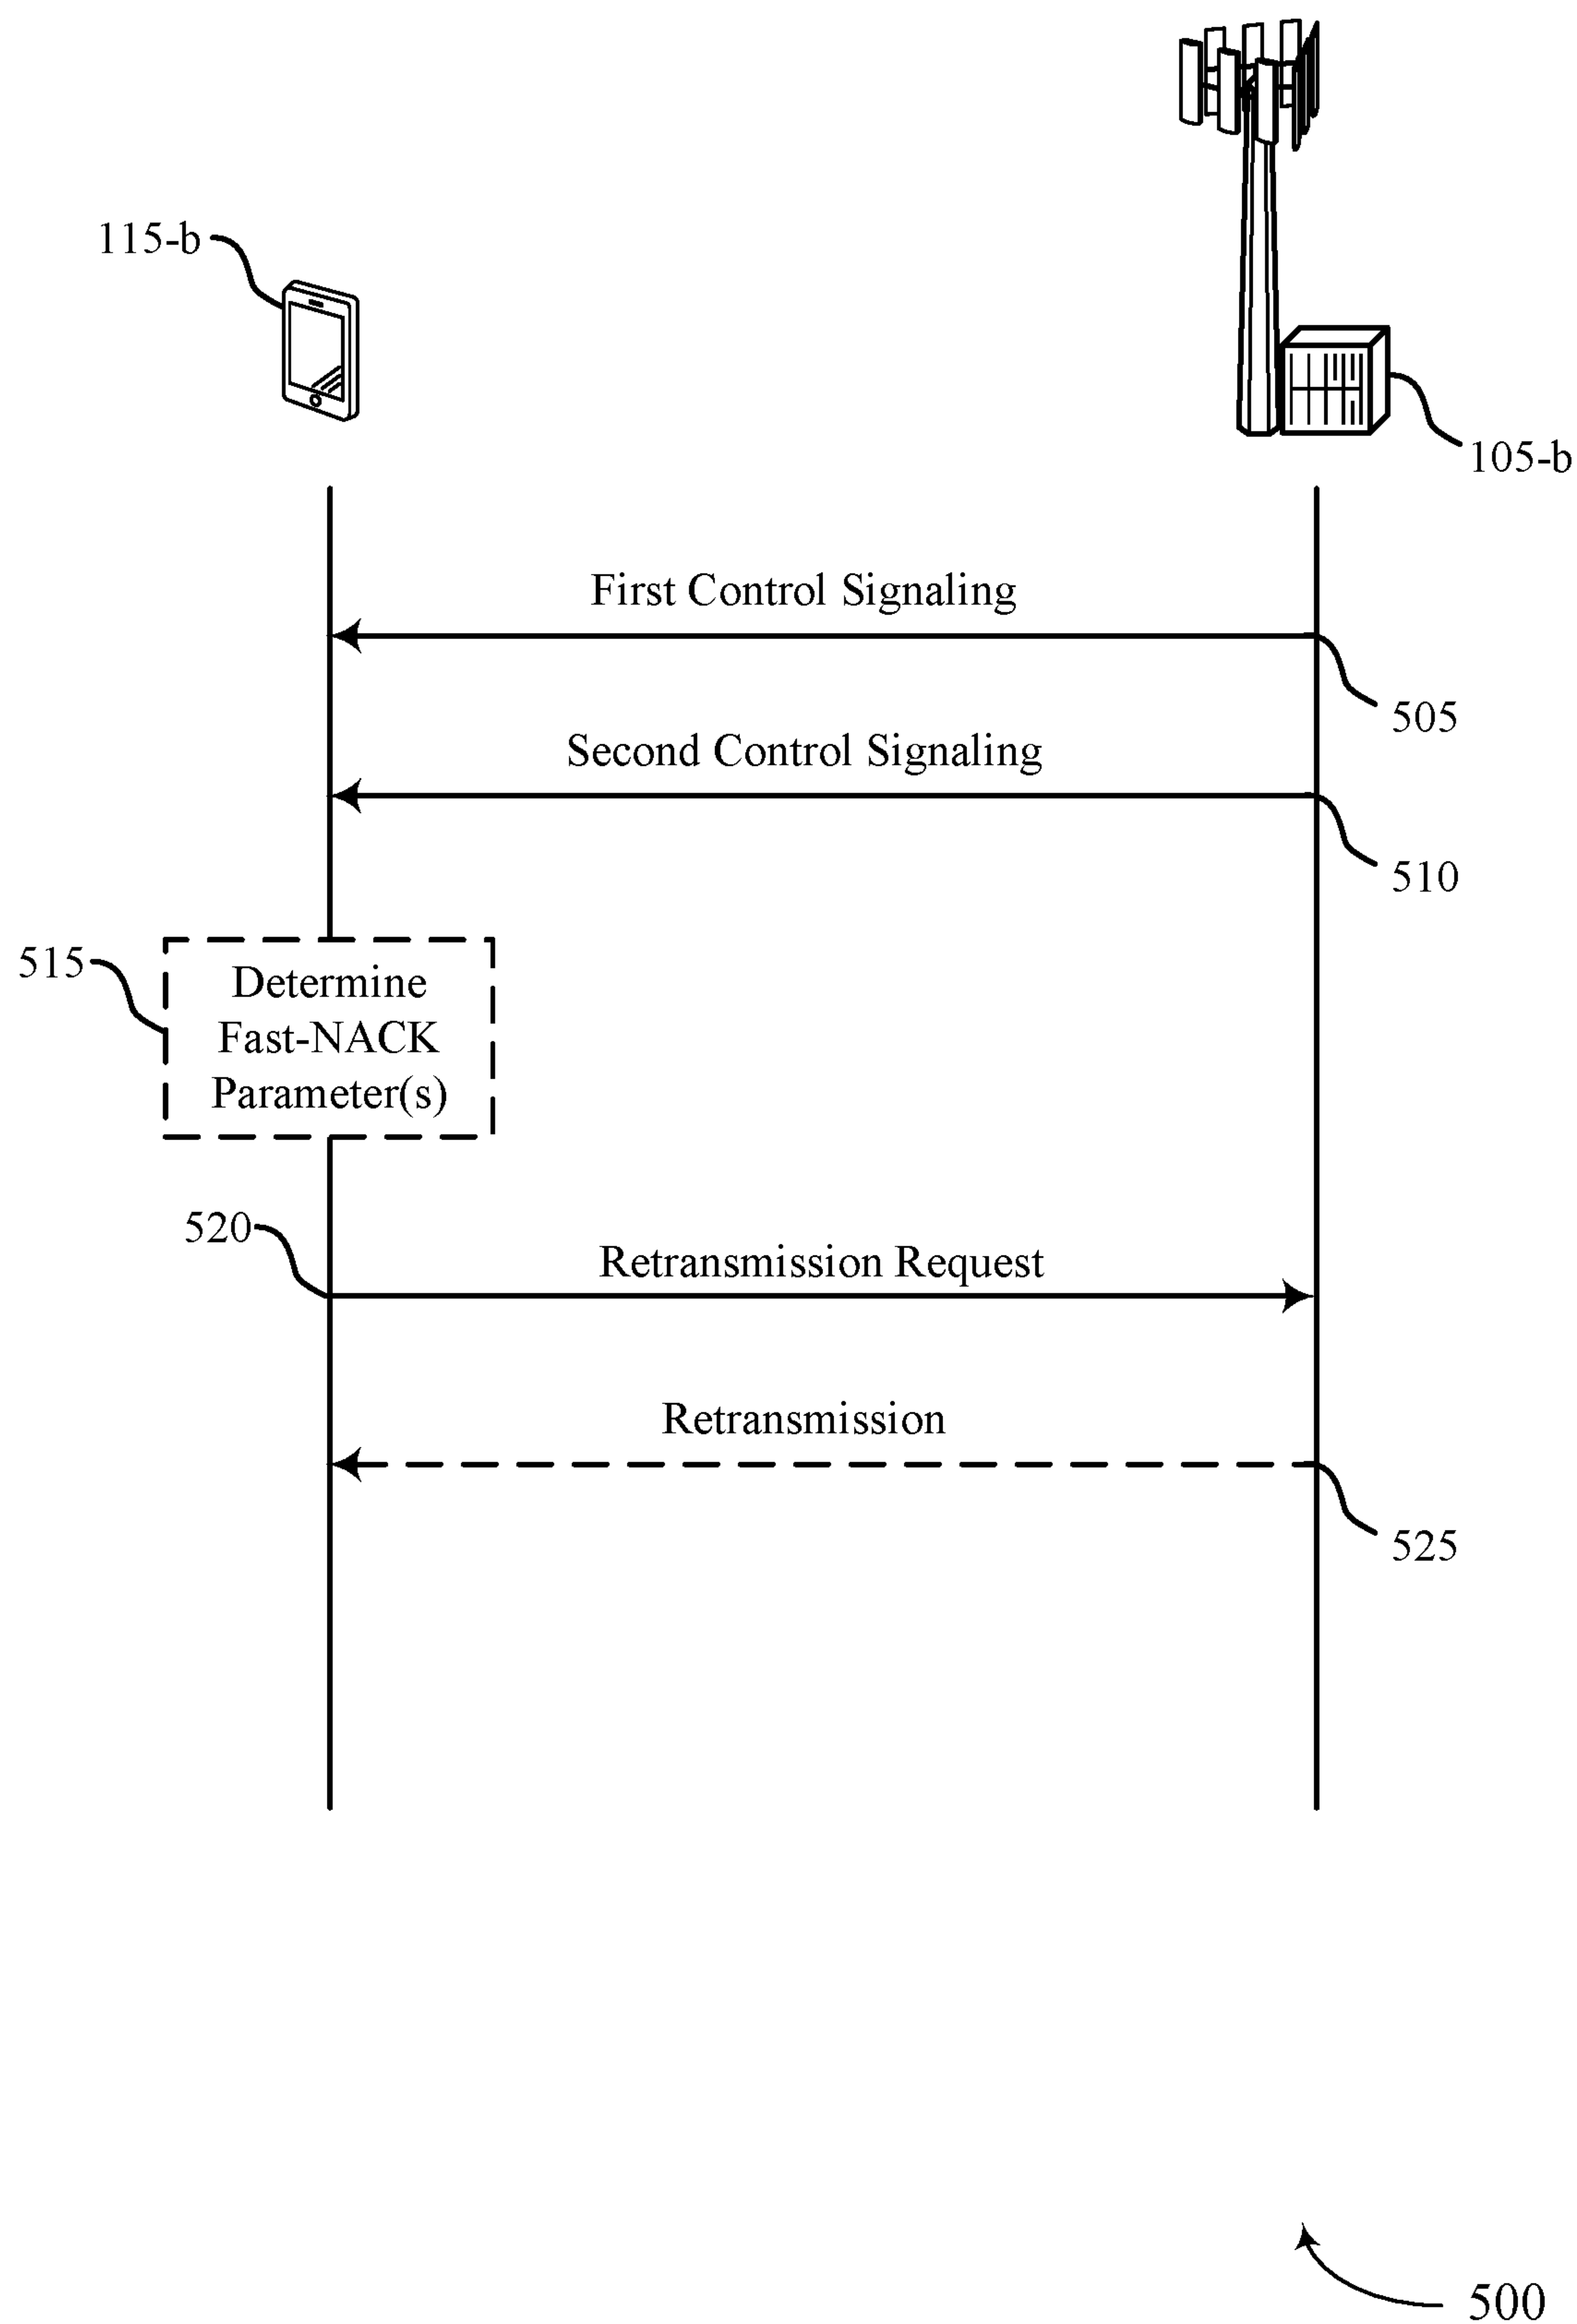 115-b
105-b
First Control Signaling
505
Second Control Signaling
510
515
Determine
Fast-NACK
Parameter(s)
520
Retransmission Request
Retransmission
525
500